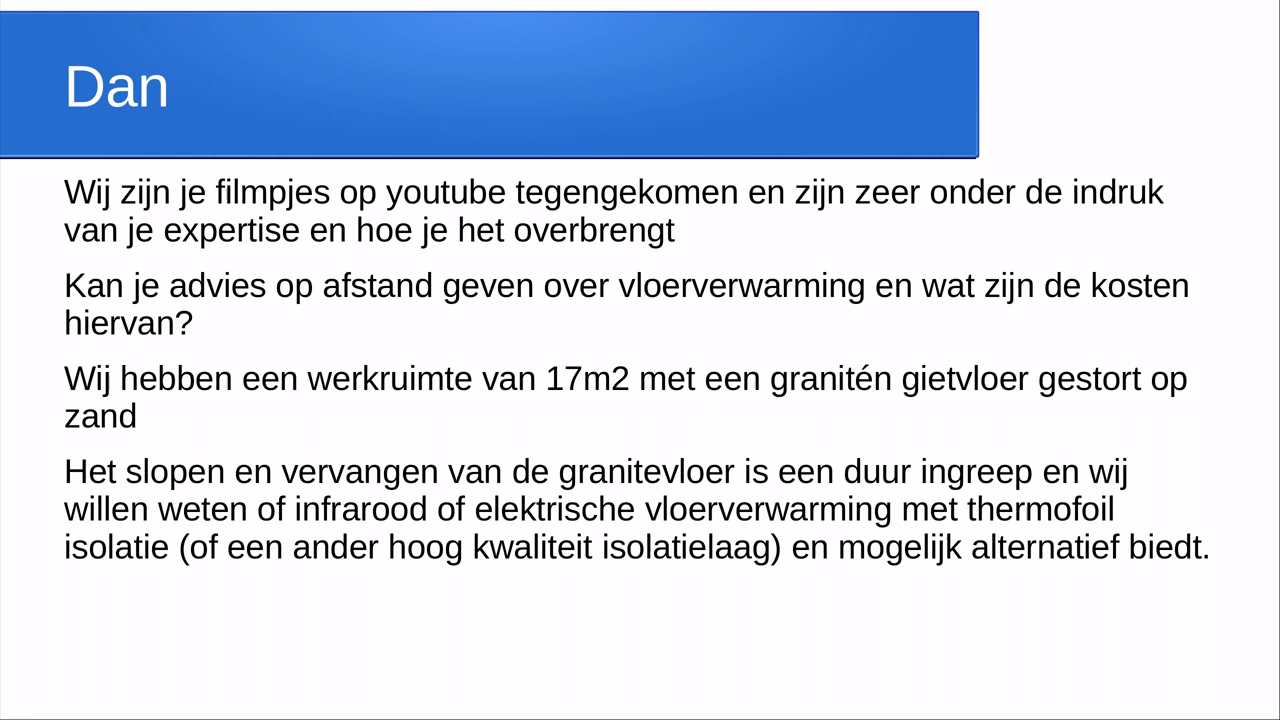 Dan
Wij zijn je filmpjes op youtube tegengekomen en zijn zeer onder de indruk
van je expertise en hoe je het overbrengt
Kan je advies op afstand geven over vloerverwarming en wat zijn de kosten
hiervan?
Wij hebben een werkruimte van 17m2 met een granitén gietvloer gestort op
zand
Het slopen en vervangen van de granitevloer is een duur ingreep en wij
willen weten of infrarood of elektrische vloerverwarming met thermofoil
isolatie (of een ander hoog kwaliteit isolatielaag) en mogelijk alternatief biedt.